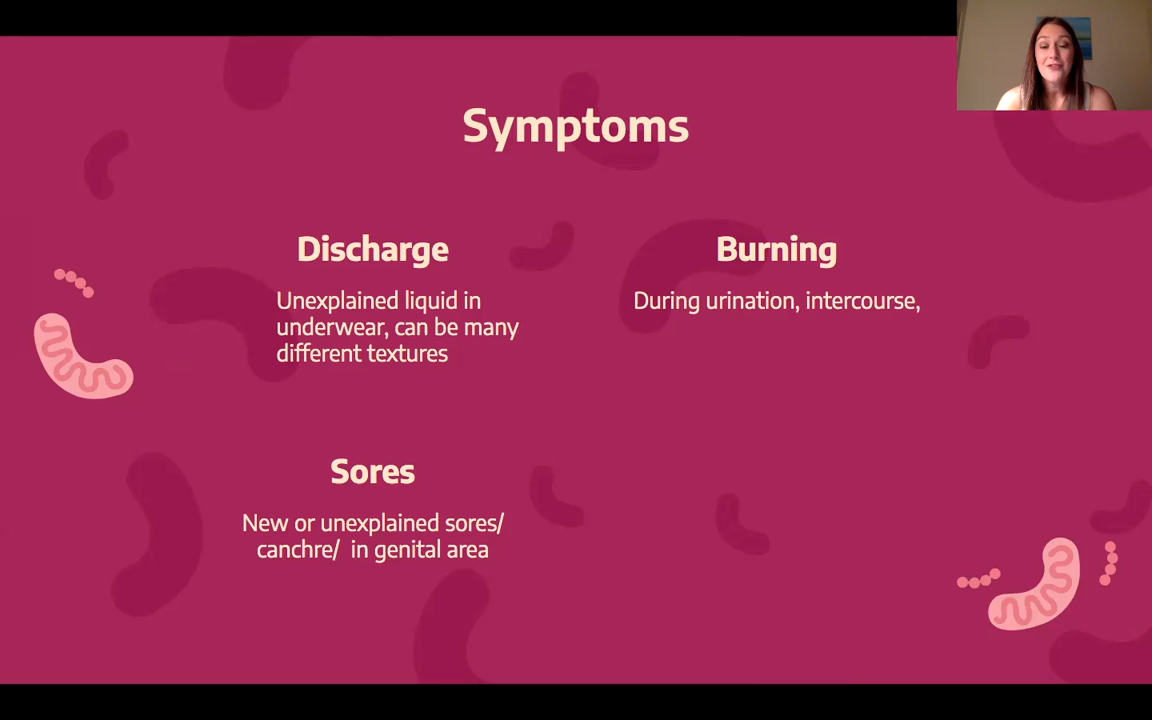 Symptoms
Discharge
Unexplained liquid in
underwear, can be many
different textures
Burning
During urination, intercourse,
Sores
New or unexplained sores/
canchre/  in genital area